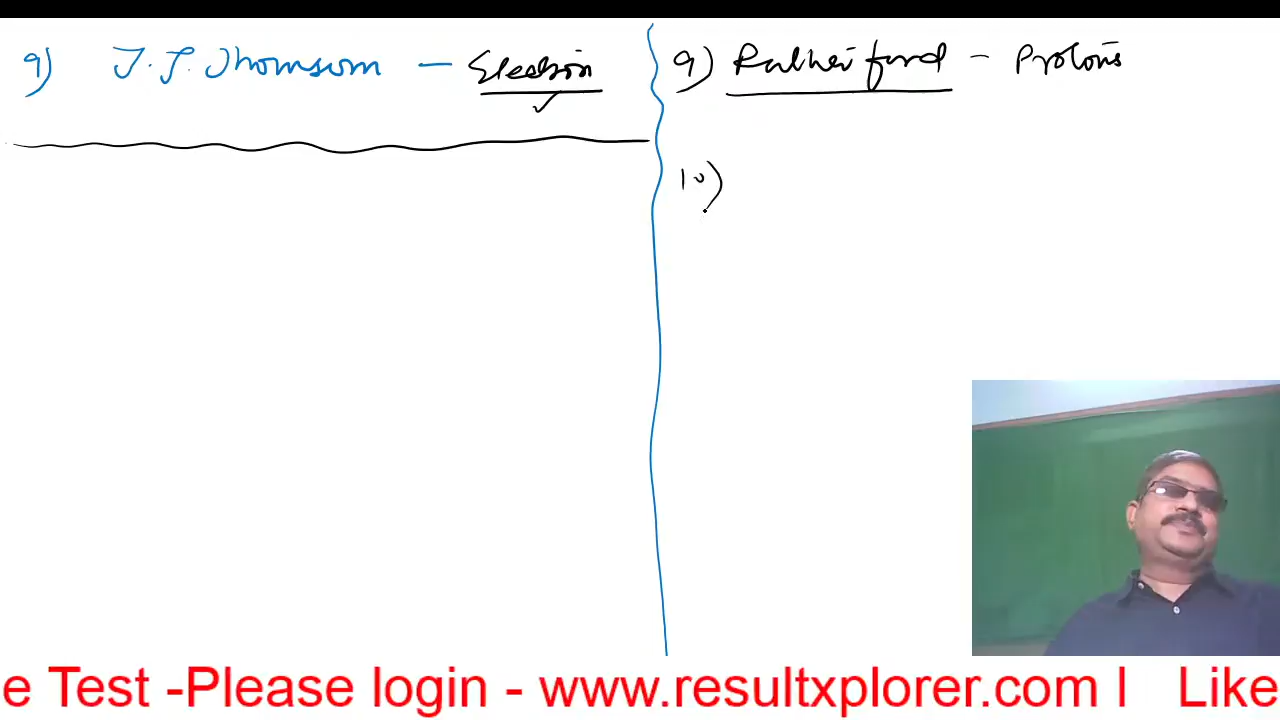 9) J. J. Thomson — Electron
9) Rutherford - Protons
10)
e Test -Please login - www.resultxplorer.com l Like